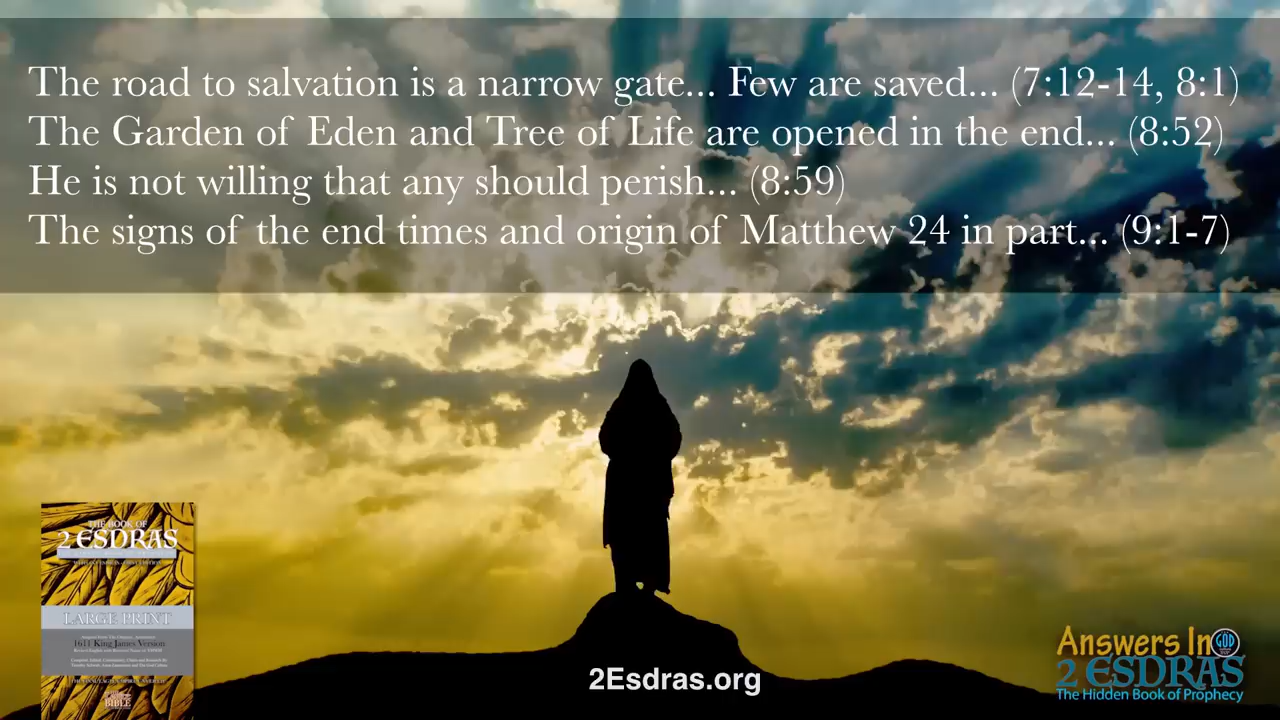 The road to salvation is a narrow gate... Few are saved... (7:12-14, 8:1)
The Garden of Eden and Tree of Life are opened in the end... (8:52)
He is not willing that any should perish... (8:59)
The signs of the end times and origin of Matthew 24 in part... (9:1-7)
THE BOOK OF
2 ESDRAS
LARGE PRINT
1611 King James Version
BIBLE
2Esdras.org
Answers In
GOD
2 ESDRAS
The Hidden Book of Prophecy